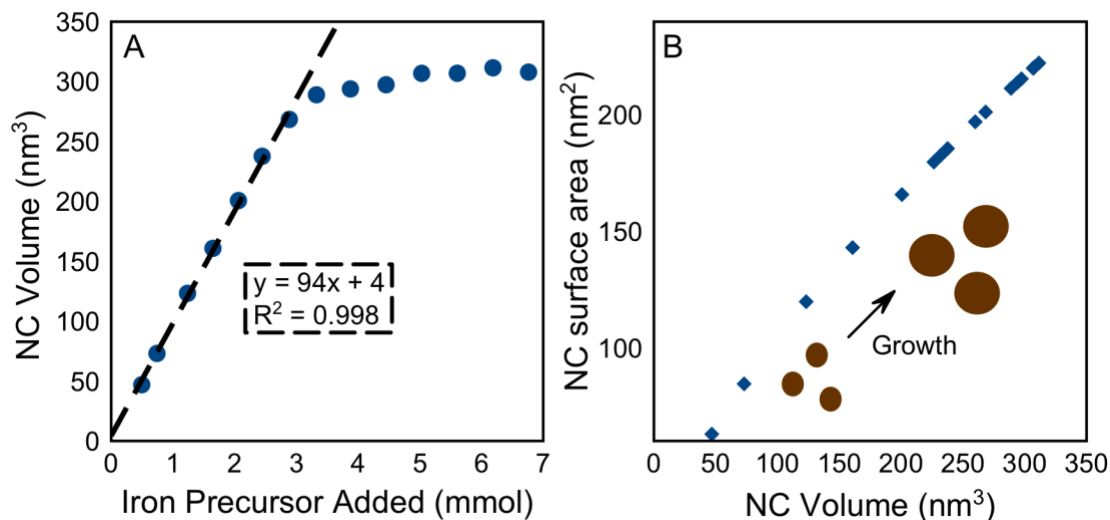 A
NC Volume (nm³)
350
300
250
200
150
100
50
0
y = 94x + 4
R² = 0.998
0 1 2 3 4 5 6 7
Iron Precursor Added (mmol)
B
NC surface area (nm²)
200
150
100
Growth
0 50 100 150 200 250 300 350
NC Volume (nm³)